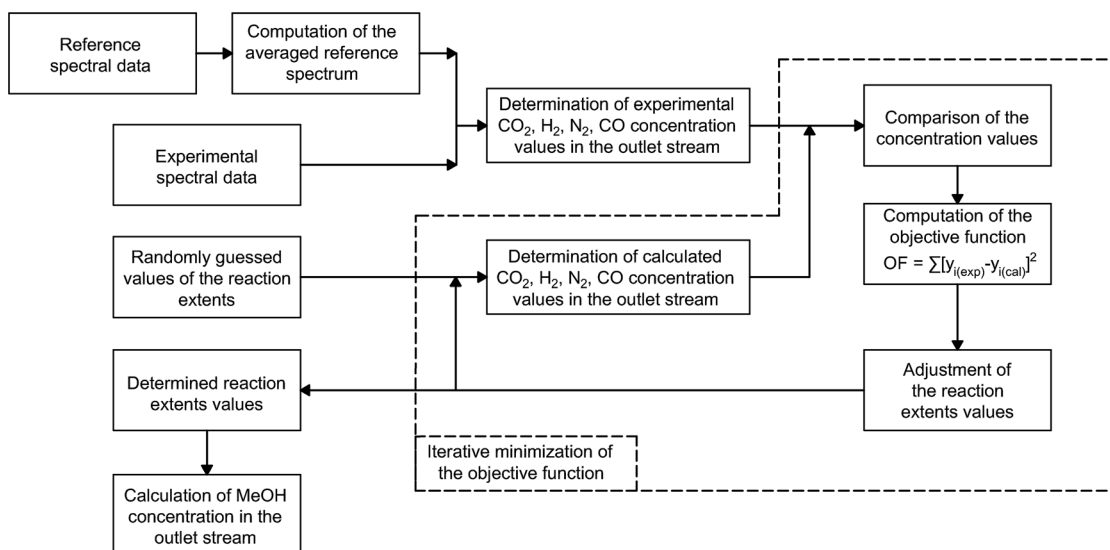 Reference
spectral data
Computation of the
averaged reference
spectrum
Experimental
spectral data
Determination of experimental
CO₂, H₂, N₂, CO concentration
values in the outlet stream
Comparison of the
concentration values
Computation of the
objective function
OF = ∑[y_i(exp)-y_i(cal)]²
Randomly guessed
values of the reaction
extents
Determination of calculated
CO₂, H₂, N₂, CO concentration
values in the outlet stream
Adjustment of
the reaction
extents values
Determined reaction
extents values
Iterative minimization of
the objective function
Calculation of MeOH
concentration in the
outlet stream